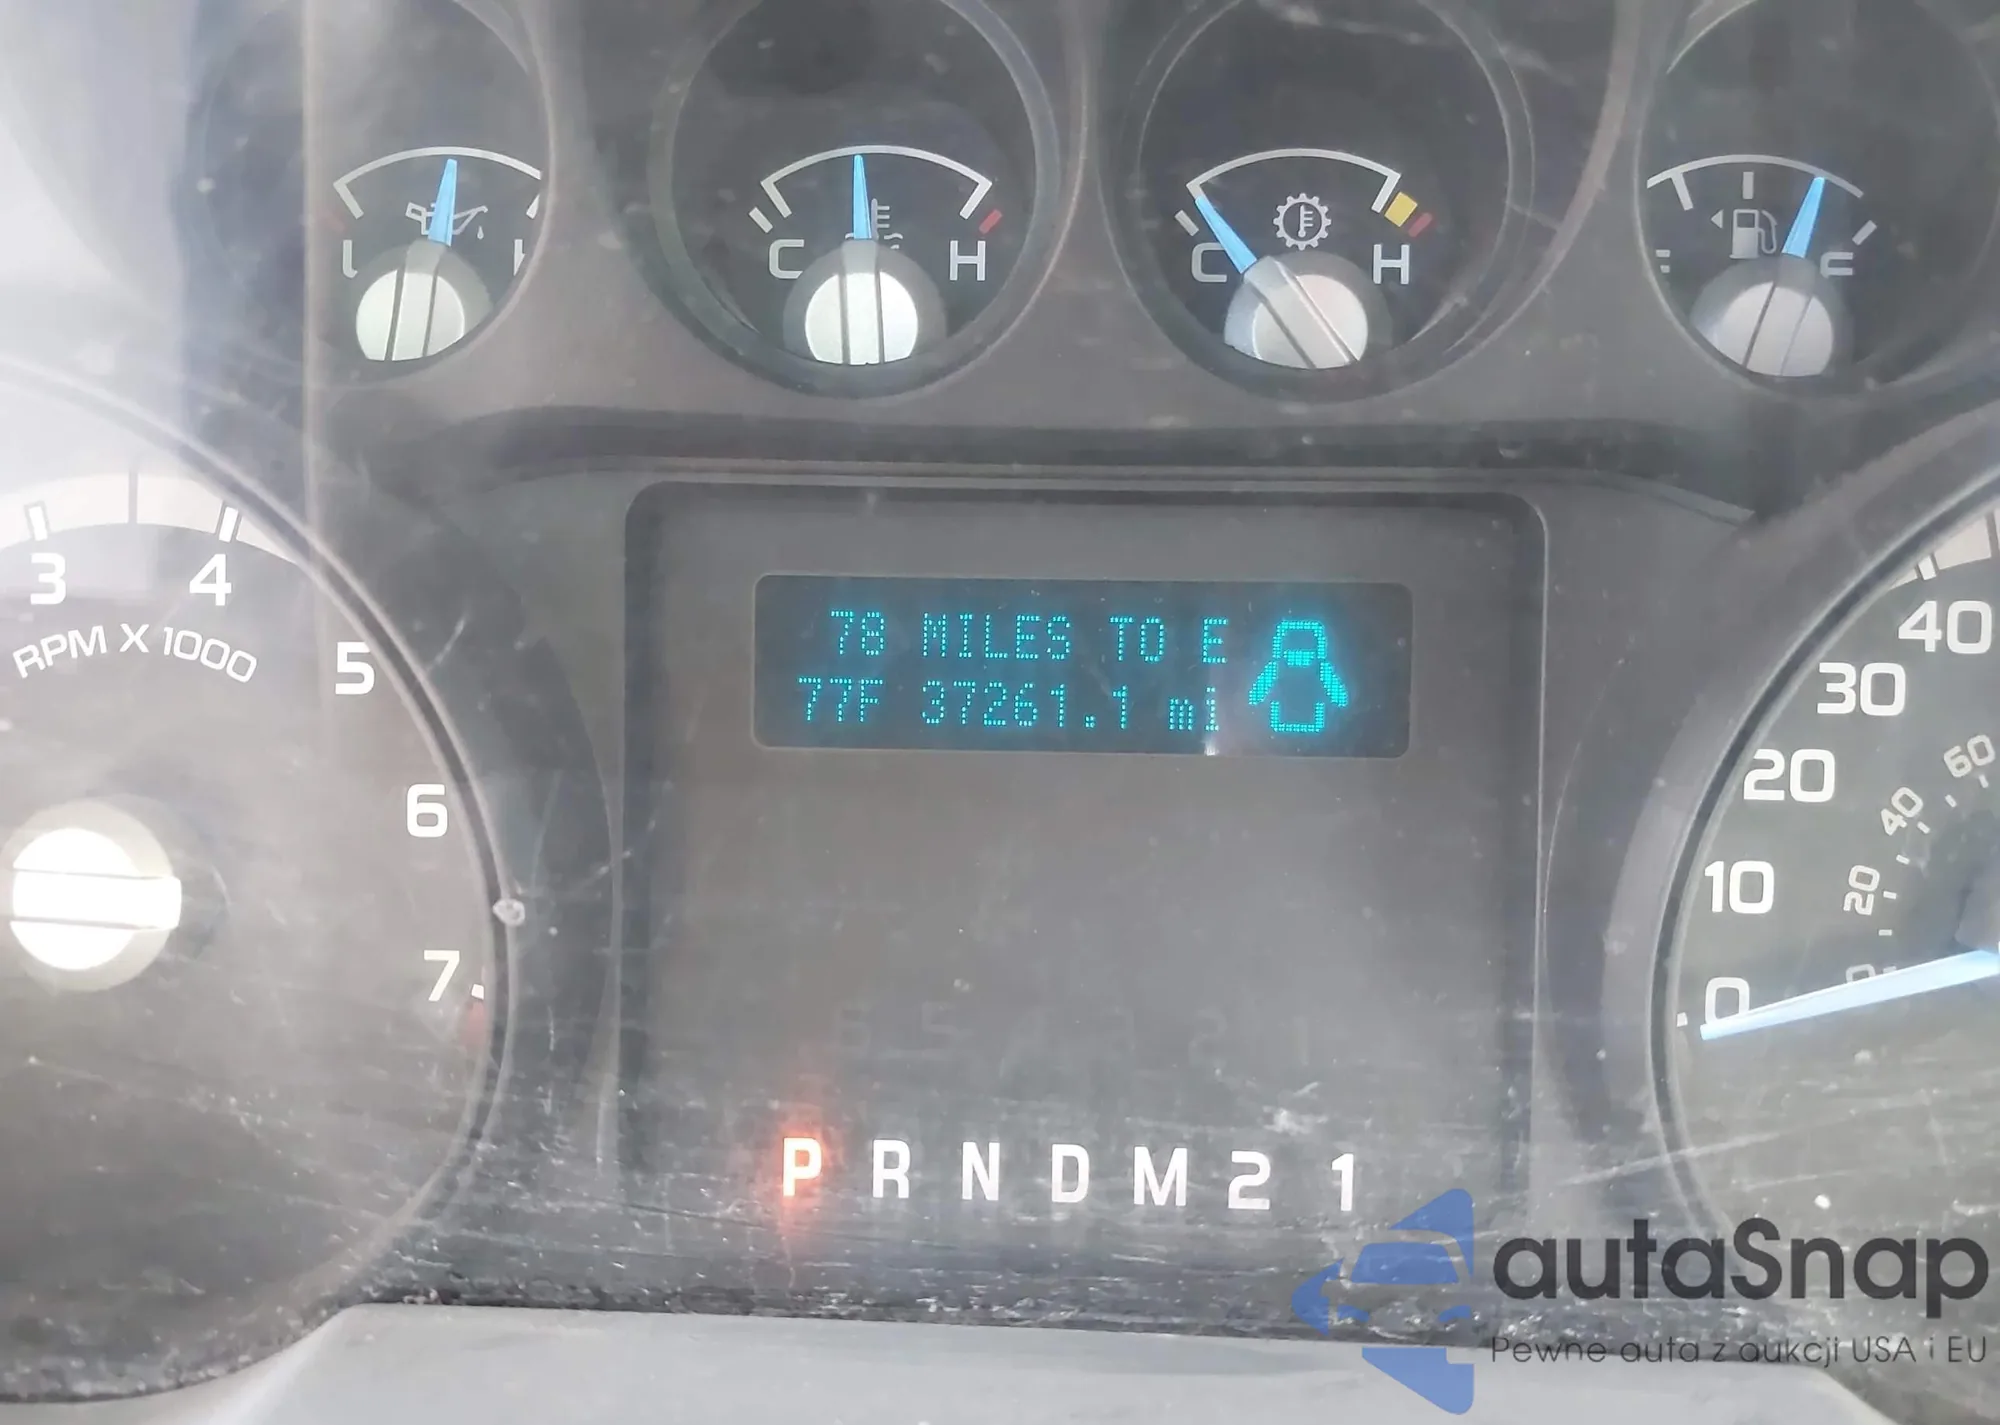 L
C H
C H
3 4 5 6 7
RPM X 1000
78 MILES TO E
77F 37261.1 mi
40
30
20
10
0
60
40
20
0
P R N D M 2 1
autaSnap
Pewne auta z aukcji USA i EU